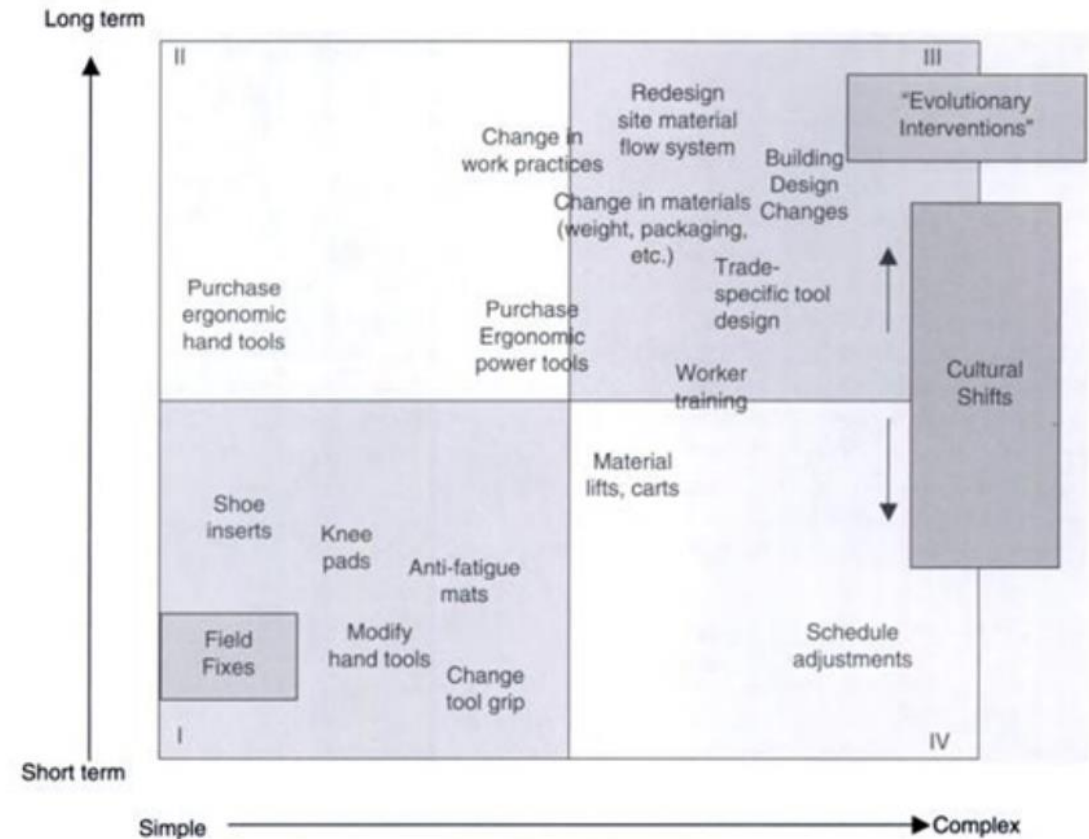 Long term
II
III
"Evolutionary
Interventions"
Redesign
site material
flow system
Change in
work practices
Building
Design
Changes
Change in materials
(weight, packaging,
etc.)
Trade-
specific tool
design
Purchase
ergonomic
hand tools
Purchase
Ergonomic
power tools
Worker
training
Cultural
Shifts
Material
lifts, carts
Shoe
inserts
Knee
pads
Anti-fatigue
mats
Field
Fixes
Modify
hand tools
Change
tool grip
Schedule
adjustments
I
IV
Short term
Simple
Complex